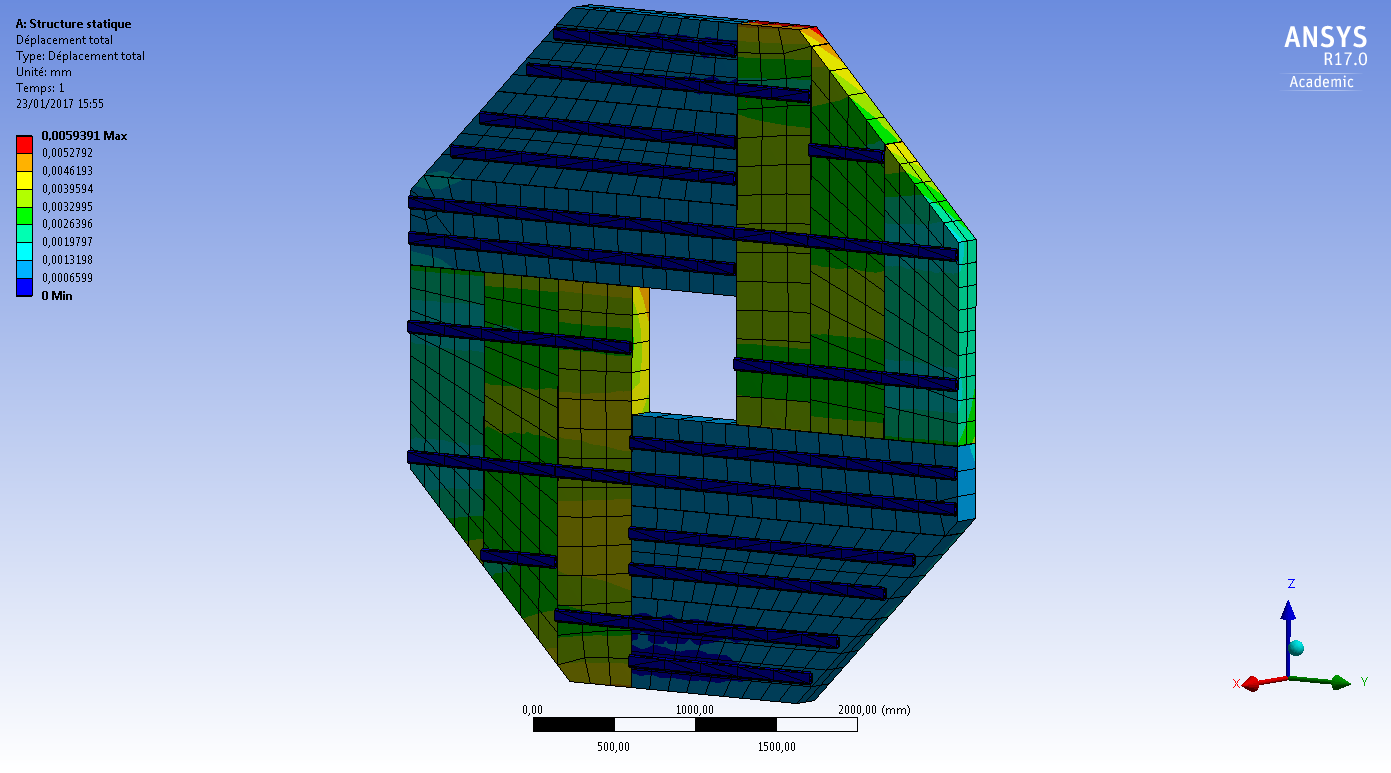 A: Structure statique
Déplacement total
Type: Déplacement total
Unité: mm
Temps: 1
23/01/2017 15:55
0,0059391 Max
0,0052792
0,0046193
0,0039594
0,0032995
0,0026396
0,0019797
0,0013198
0,0006599
0 Min
ANSYS
R17.0
Academic
Z
X
Y
0,00 1000,00 2000,00 (mm)
500,00 1500,00